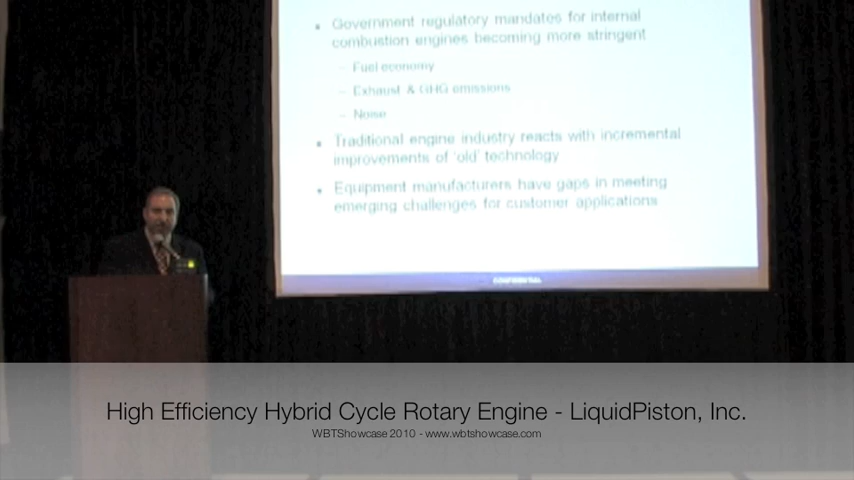 • Government regulatory mandates for internal
combustion engines becoming more stringent
– Fuel economy
– Exhaust & GHG emissions
– Noise
• Traditional engine industry reacts with incremental
improvements of 'old' technology
• Equipment manufacturers have gaps in meeting
emerging challenges for customer applications
CONFIDENTIAL
High Efficiency Hybrid Cycle Rotary Engine - LiquidPiston, Inc.
WBTShowcase 2010 - www.wbtshowcase.com